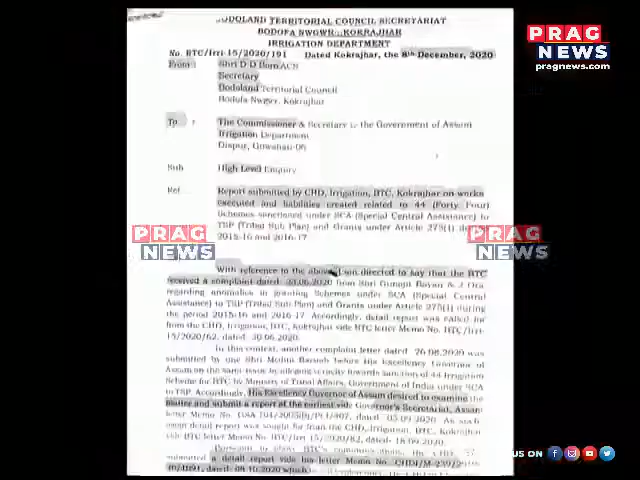 BODOLAND TERRITORIAL COUNCIL SECRETARIAT
BODOFA NWGWR:::KOKRAJHAR
IRRIGATION DEPARTMENT
No. BTC/Irri-15/2020/191 Dated Kokrajhar, the 8th December, 2020
From : Shri D D ACS
Secretary
Bodoland Territorial Council
Bodofa Nwgwr, Kokrajhar
To : The Commissioner & Secretary to the Government of Assam
Irrigation Department
Dispur, Guwahati-06
Sub High Level Enquiry
Ref Report submitted by CHD, Irrigation, BTC, Kokrajhar on works
executed and liabilities created related to 44 (Forty Four)
Schemes sanctioned under SCA (Special Central Assistance) to
TSP (Tribal Sub Plan) and Grants under Article 275(1) during
2015-16 and 2016-17
With reference to the above I am directed to say that the BTC
received a complaint dated 30.06.2020 from Shri
regarding anomalies in granting Schemes under SCA (Special Central
Assistance) to TSP (Tribal Sub Plan) and Grants under Article 275(1) during
the period 2015-16 and 2016-17 Accordingly, detail report was called for
from the CHD, Irrigation, BTC, Kokrajhar vide BTC letter Memo No. BTC/Irri-
15/2020/62, dated 30.06.2020.
In this context, another complaint letter dated 26.08.2020 was
submitted by one Shri before His Excellency Governor of
Assam on the same issue by alleging towards sanction of 44 Irrigation
Scheme for BTC by Ministry of Tribal Affairs, Government of India under SCA
to TSP. Accordingly, His Excellency Governor of Assam desired to examine the
matter and submit a report at the earliest vide Governor's Secretariat, Assam
letter Memo No. dated 03.09.2020 As such
detail report was sought for from the CHD, Irrigation, BTC, Kokrajhar
vide BTC letter Memo No. BTC/Irri-15/2020/82, dated-18.09.2020.
submitted a detail report vide his letter Memo No.
dated 08.10.2020 which
PRAG
NEWS
pragnews.com
PRAG
NEWS
PRAG
NEWS
US ON